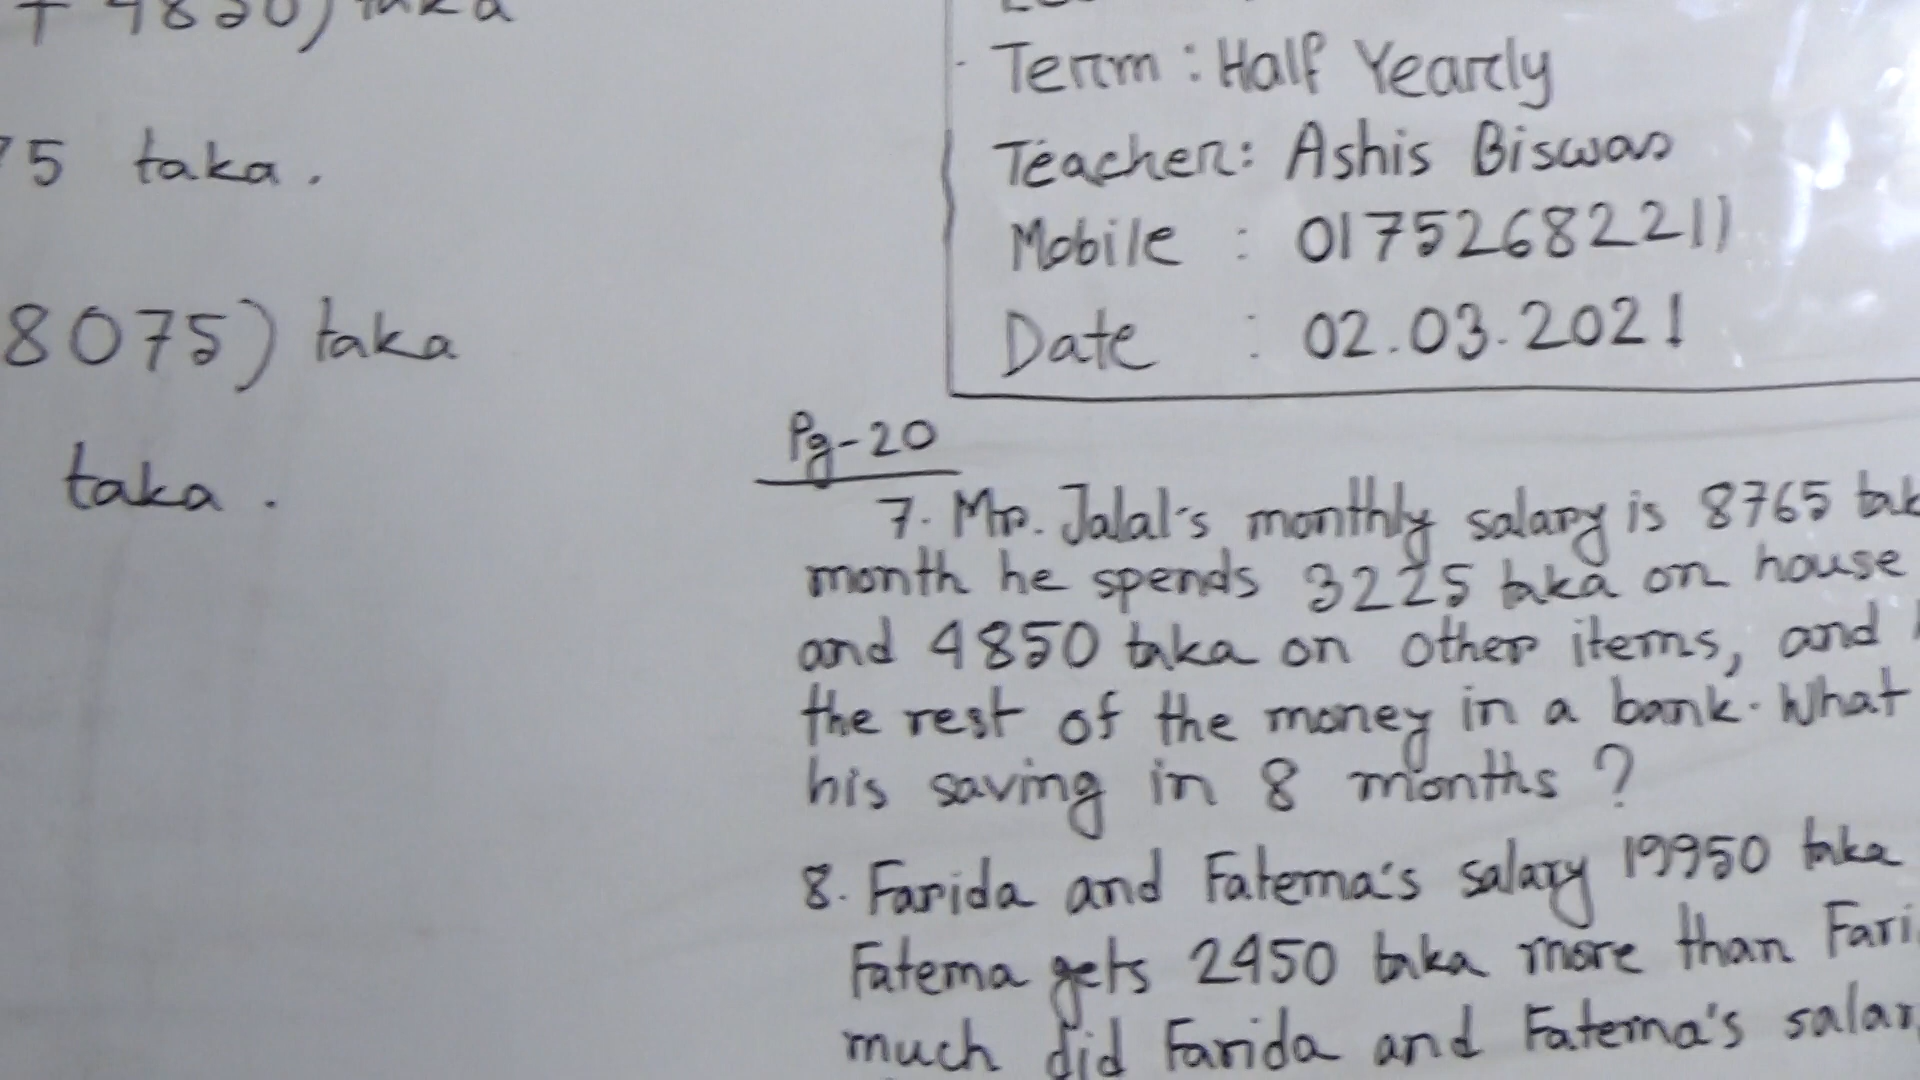 + 4850) taka
75 taka.
8075) taka
taka.
Term : Half Yearly
Teacher: Ashis Biswas
Mobile : 01752682211
Date : 02.03.2021
Pg-20
7. Mr. Jalal's monthly salary is 8765 tak
month he spends 3225 taka on house
and 4850 taka on other items, and
the rest of the money in a bank. What
his saving in 8 months ?
8. Farida and Fatema's salary 19950 taka
Fatema gets 2450 taka more than Fari
much did Farida and Fatema's salar